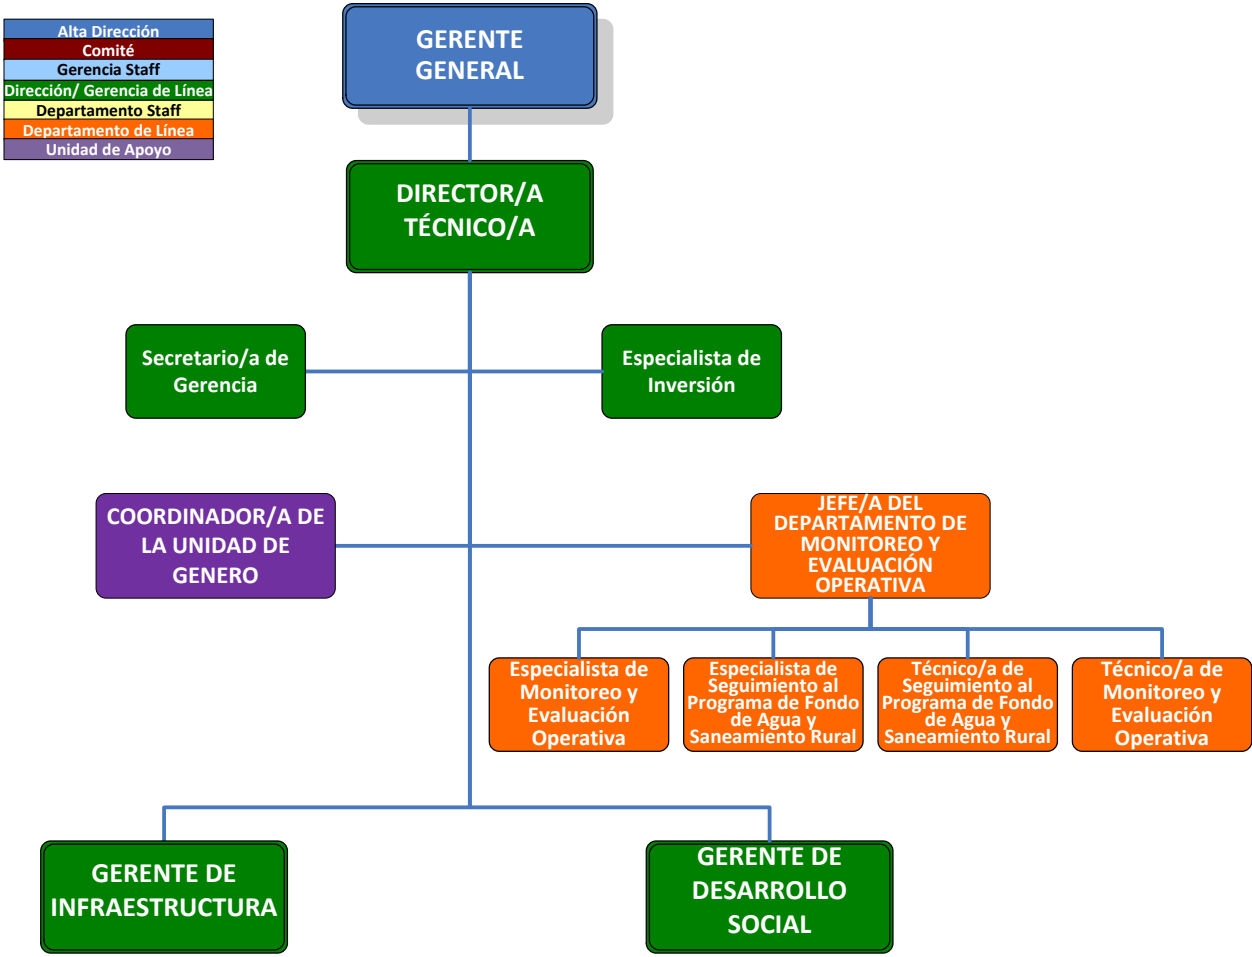 Alta Dirección
Comité
Gerencia Staff
Dirección/ Gerencia de Línea
Departamento Staff
Departamento de Línea
Unidad de Apoyo
GERENTE
GENERAL
DIRECTOR/A
TÉCNICO/A
Secretario/a de
Gerencia
Especialista de
Inversión
COORDINADOR/A DE
LA UNIDAD DE
GENERO
JEFE/A DEL
DEPARTAMENTO DE
MONITOREO Y
EVALUACIÓN
OPERATIVA
Especialista de
Monitoreo y
Evaluación
Operativa
Especialista de
Seguimiento al
Programa de Fondo
de Agua y
Saneamiento Rural
Técnico/a de
Seguimiento al
Programa de Fondo
de Agua y
Saneamiento Rural
Técnico/a de
Monitoreo y
Evaluación
Operativa
GERENTE DE
INFRAESTRUCTURA
GERENTE DE
DESARROLLO
SOCIAL